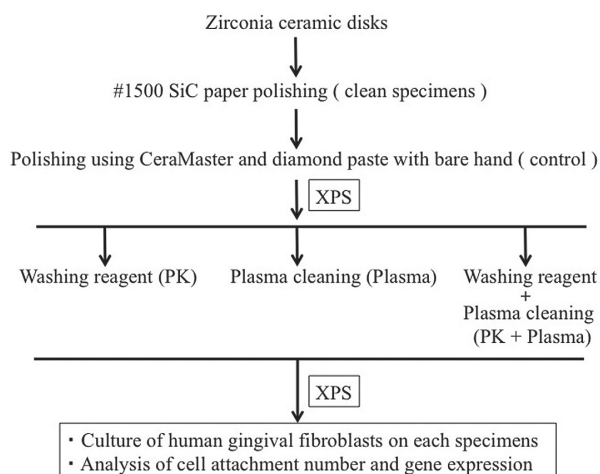 Zirconia ceramic disks
#1500 SiC paper polishing ( clean specimens )
Polishing using CeraMaster and diamond paste with bare hand ( control )
XPS
Washing reagent (PK)
Plasma cleaning (Plasma)
Washing reagent
+
Plasma cleaning
(PK + Plasma)
XPS
・Culture of human gingival fibroblasts on each specimens
・Analysis of cell attachment number and gene expression